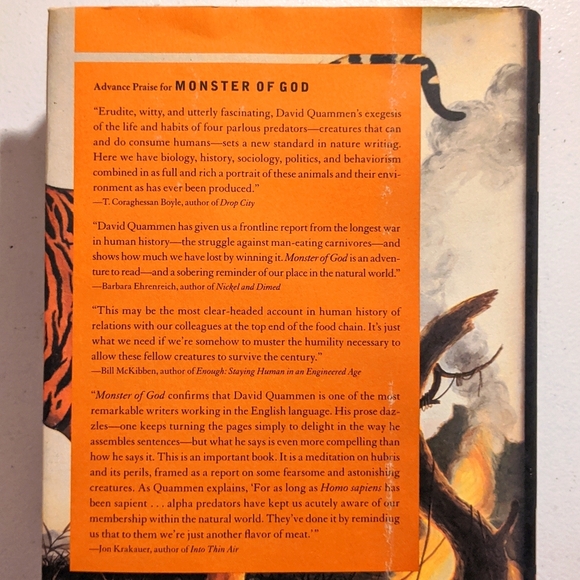 Advance Praise for MONSTER OF GOD
“Erudite, witty, and utterly fascinating, David Quammen’s exegesis
of the life and habits of four parlous predators—creatures that can
and do consume humans—sets a new standard in nature writing.
Here we have biology, history, sociology, politics, and behaviorism
combined in as full and rich a portrait of these animals and their envi-
ronment as has ever been produced.”
—T. Coraghessan Boyle, author of Drop City
“David Quammen has given us a frontline report from the longest war
in human history—the struggle against man-eating carnivores—and
shows how much we have lost by winning it. Monster of God is an adven-
ture to read—and a sobering reminder of our place in the natural world.”
—Barbara Ehrenreich, author of Nickel and Dimed
“This may be the most clear-headed account in human history of
relations with our colleagues at the top end of the food chain. It’s just
what we need if we’re somehow to muster the humility necessary to
allow these fellow creatures to survive the century.”
—Bill McKibben, author of Enough: Staying Human in an Engineered Age
“Monster of God confirms that David Quammen is one of the most
remarkable writers working in the English language. His prose daz-
zles—one keeps turning the pages simply to delight in the way he
assembles sentences—but what he says is even more compelling than
how he says it. This is an important book. It is a meditation on hubris
and its perils, framed as a report on some fearsome and astonishing
creatures. As Quammen explains, ‘For as long as Homo sapiens has
been sapient . . . alpha predators have kept us acutely aware of our
membership within the natural world. They’ve done it by reminding
us that to them we’re just another flavor of meat.’”
—Jon Krakauer, author of Into Thin Air